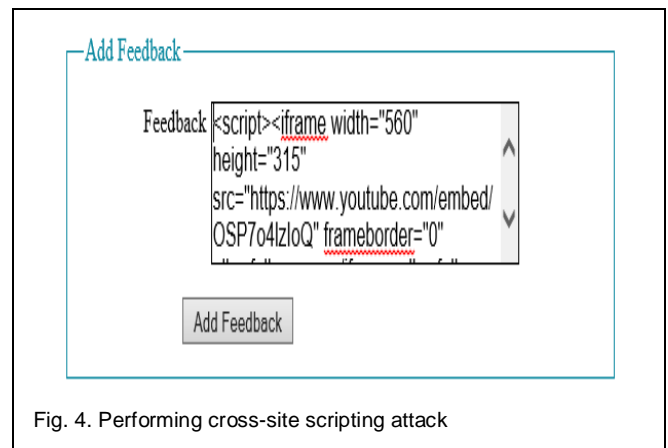 Add Feedback
Feedback <script><iframe width="560"
height="315"
src="https://www.youtube.com/embed/
OSP7o4IzIoQ" frameborder="0"
Add Feedback
Fig. 4. Performing cross-site scripting attack